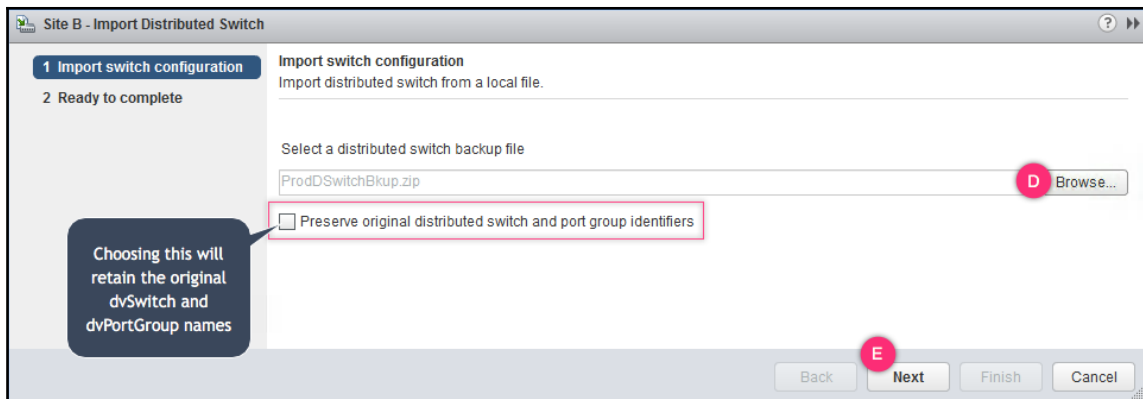 Site B - Import Distributed Switch
?
1 Import switch configuration
2 Ready to complete
Import switch configuration
Import distributed switch from a local file.
Select a distributed switch backup file
ProdDSwitchBkup.zip
D
Browse...
Preserve original distributed switch and port group identifiers
Choosing this will
retain the original
dvSwitch and
dvPortGroup names
E
Back
Next
Finish
Cancel